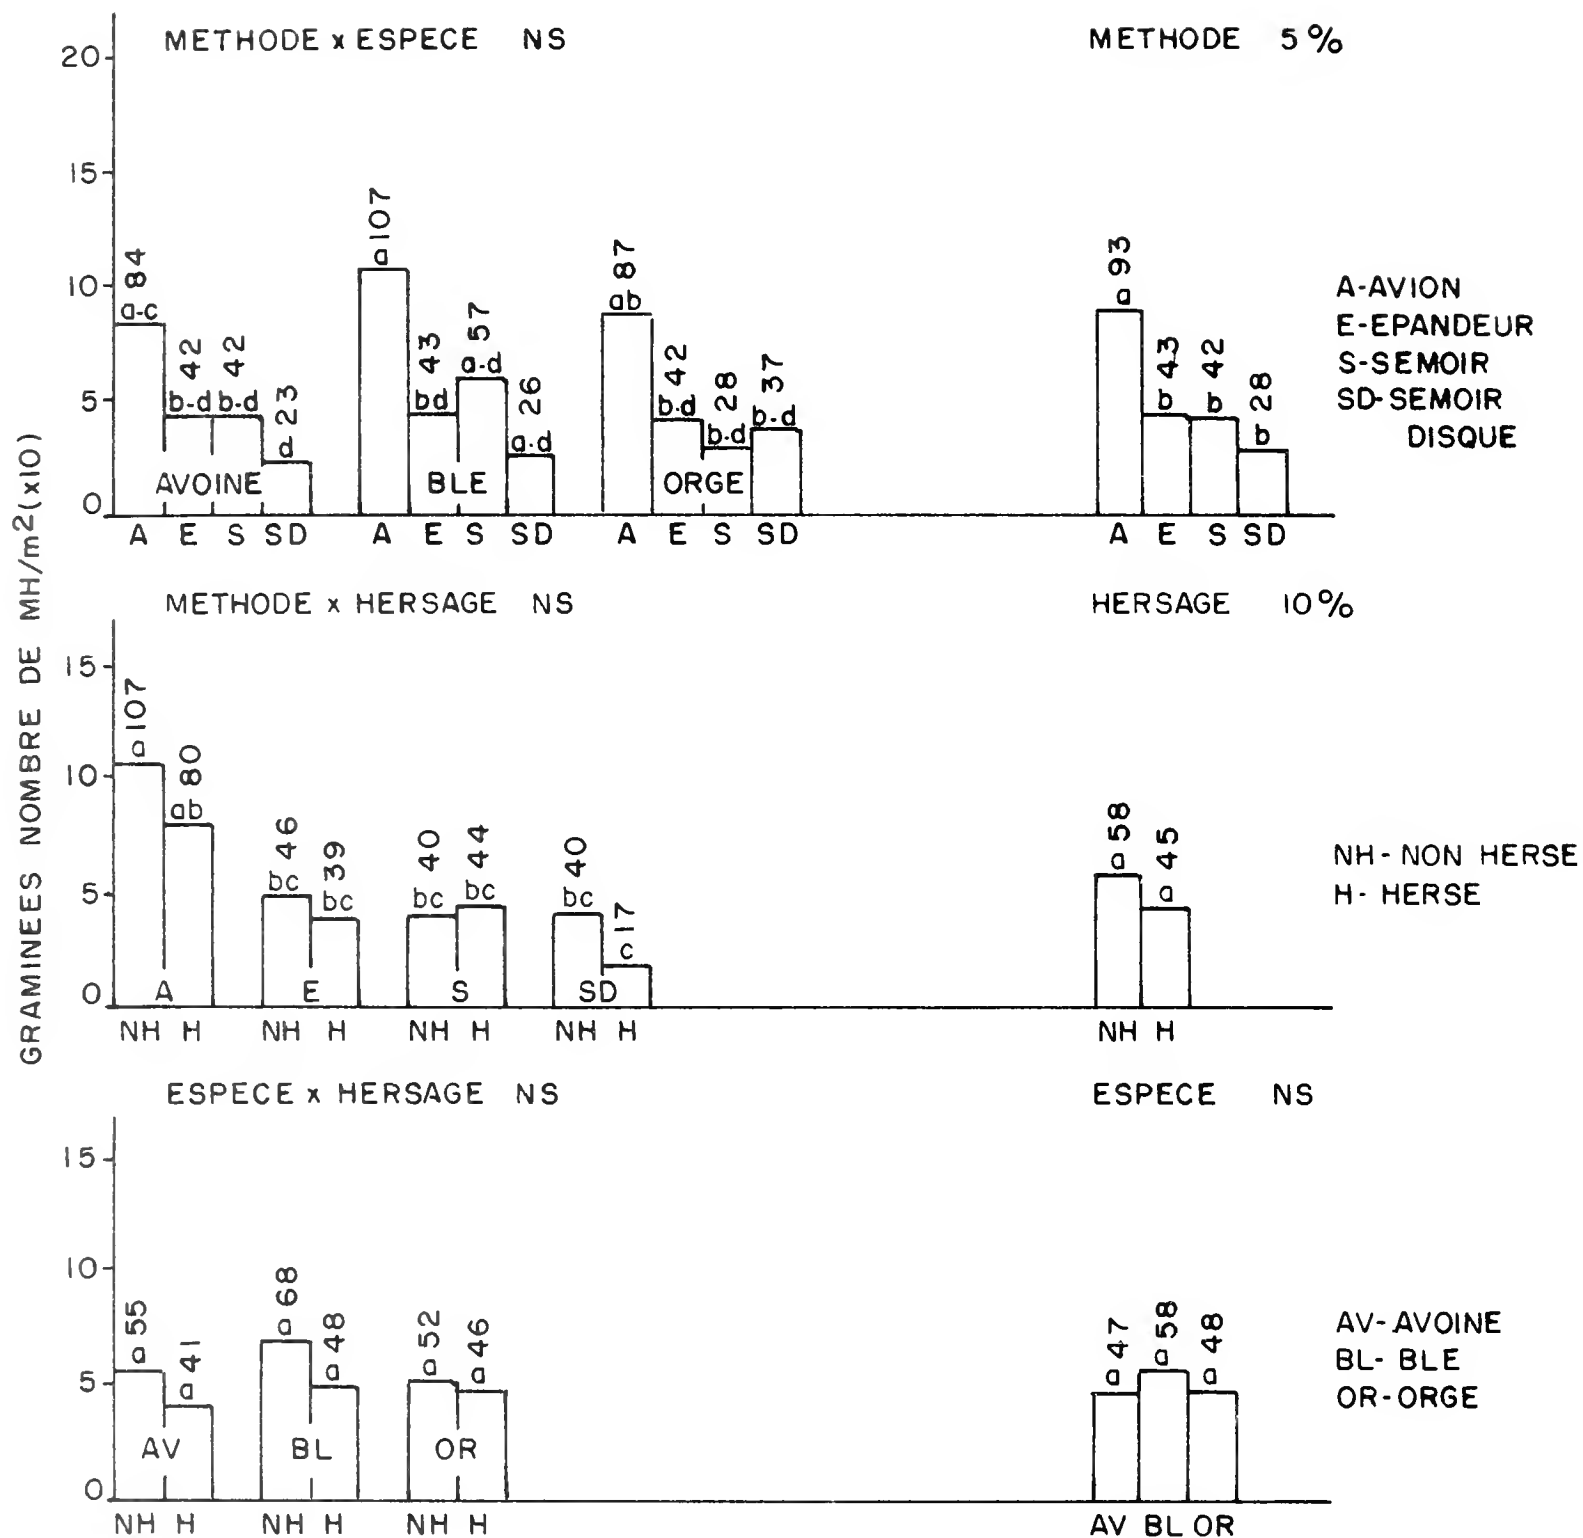 GRAMINEES NOMBRE DE MH/m²(x10)
METHODE x ESPECE NS
20
15
10
5
0
a-c 84
b-d 42
b-d 42
d 23
AVOINE
A E S SD
a 107
bd 43
a-d 57
a-d 26
BLE
A E S SD
ab 87
b-d 42
b-d 28
b-d 37
ORGE
A E S SD
METHODE 5%
a 93
b 43
b 42
b 28
A E S SD
A-AVION
E-EPANDEUR
S-SEMOIR
SD-SEMOIR
DISQUE
METHODE x HERSAGE NS
15
10
5
0
a 107
ab 80
A
NH H
bc 46
bc 39
E
NH H
bc 40
bc 44
S
NH H
bc 40
c 17
SD
NH H
HERSAGE 10%
a 58
a 45
NH H
NH-NON HERSE
H-HERSE
ESPECE x HERSAGE NS
15
10
5
0
a 55
a 41
AV
NH H
a 68
a 48
BL
NH H
a 52
a 46
OR
NH H
ESPECE NS
a 47
a 58
a 48
AV BL OR
AV-AVOINE
BL-BLE
OR-ORGE